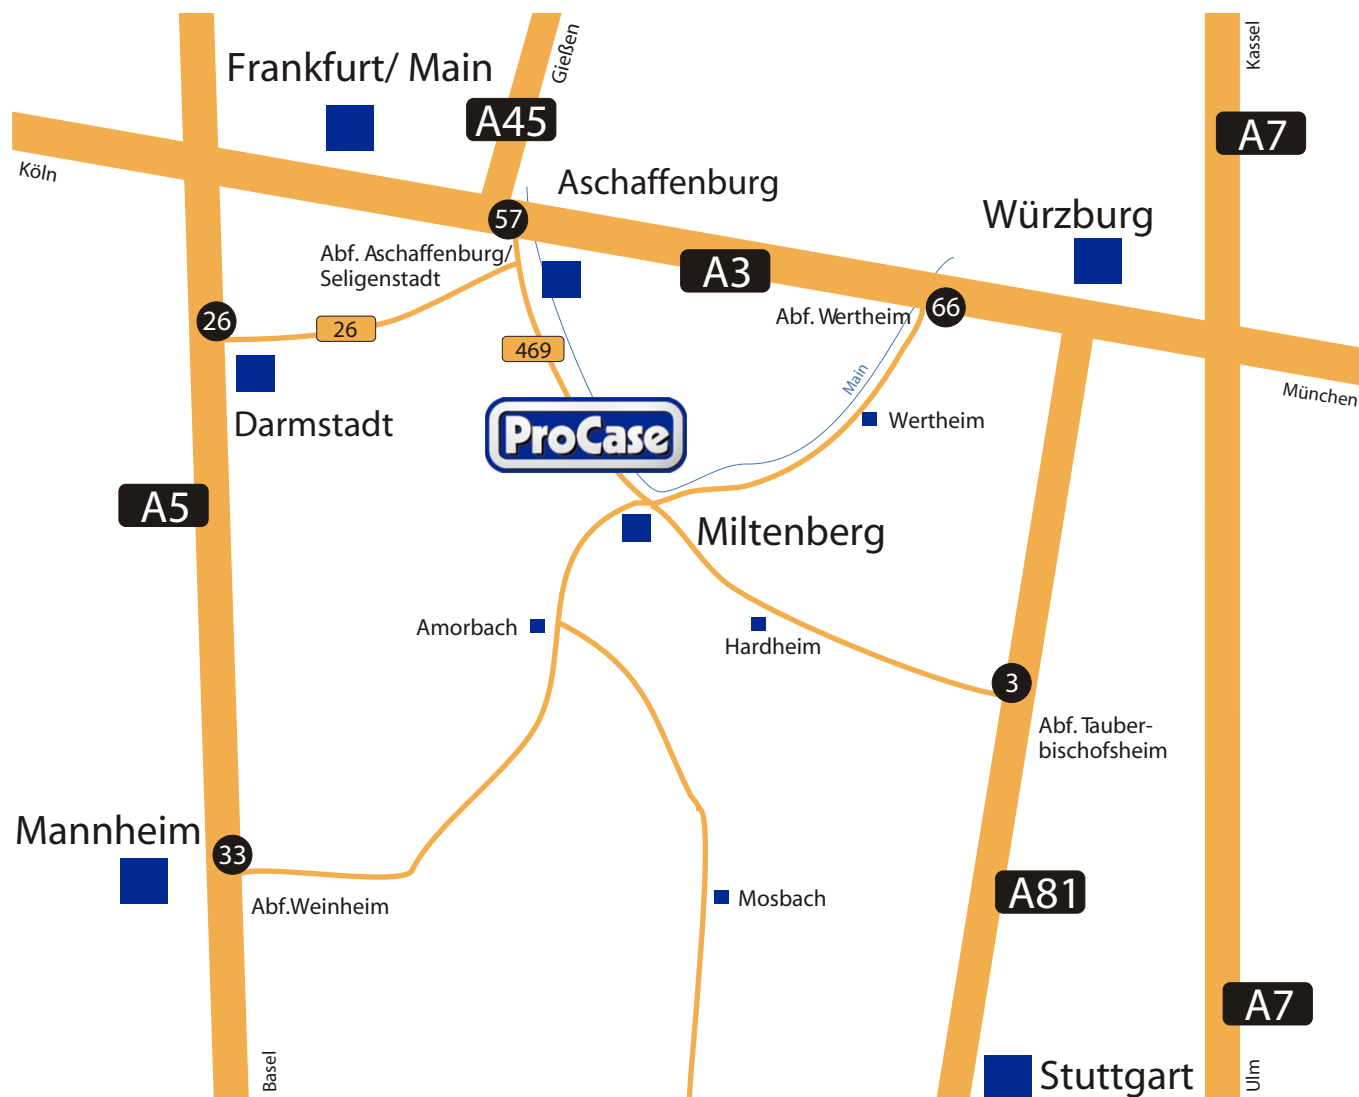 Gießen
Kassel
Frankfurt/ Main
A45
A7
Köln
Aschaffenburg
Würzburg
57
Abf. Aschaffenburg/
Seligenstadt
A3
66
Abf. Wertheim
26
26
469
Main
München
Darmstadt
ProCase
Wertheim
A5
Miltenberg
Amorbach
Hardheim
3
Abf. Tauber-
bischofsheim
Mannheim
33
Abf.Weinheim
Mosbach
A81
A7
Basel
Stuttgart
Ulm